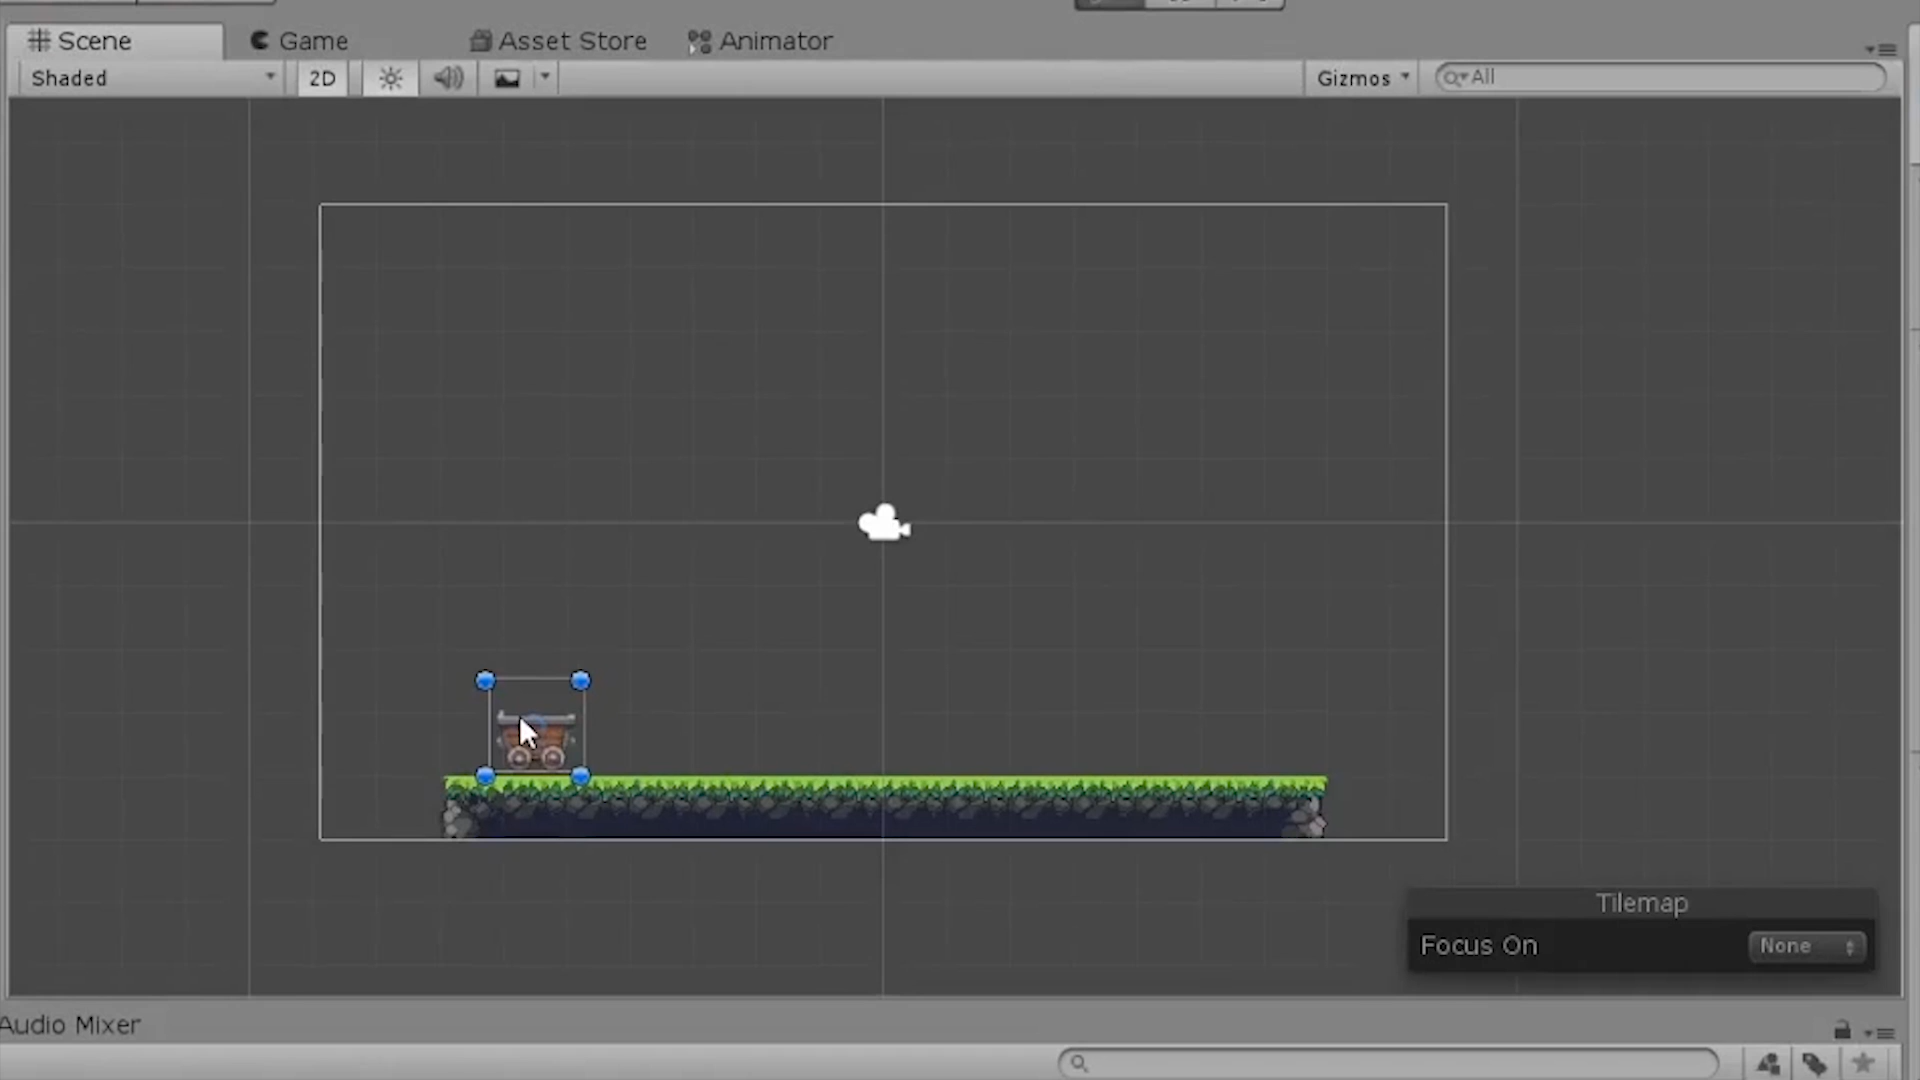 Scene Game Asset Store Animator
Shaded 2D Gizmos All
Tilemap
Focus On None
Audio Mixer